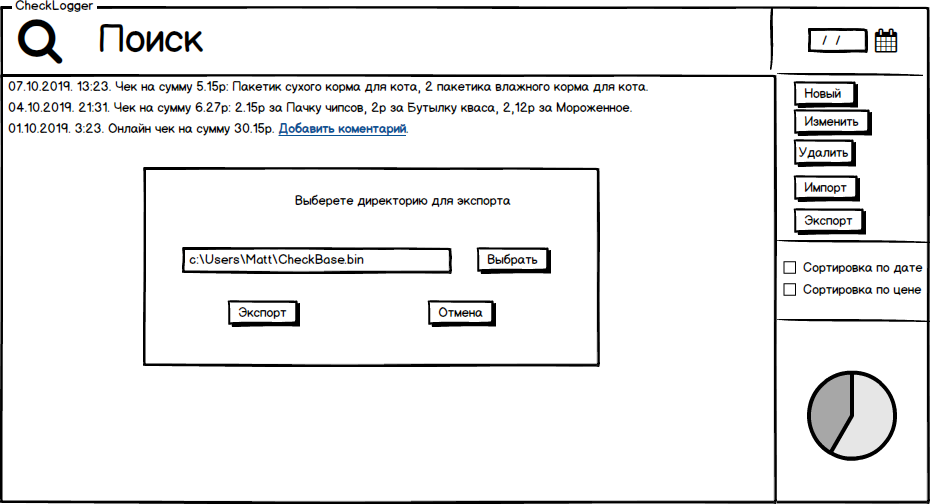 CheckLogger
Поиск
/ /
07.10.2019. 13:23. Чек на сумму 5.15р: Пакетик сухого корма для кота, 2 пакетика влажного корма для кота.
04.10.2019. 21:31. Чек на сумму 6.27р: 2.15р за Пачку чипсов, 2р за Бутылку кваса, 2,12р за Мороженное.
01.10.2019. 3:23. Онлайн чек на сумму 30.15р. Добавить коментарий.
Новый
Изменить
Удалить
Импорт
Экспорт
Выберете директорию для экспорта
c:\Users\Matt\CheckBase.bin
Выбрать
Экспорт
Отмена
Сортировка по дате
Сортировка по цене